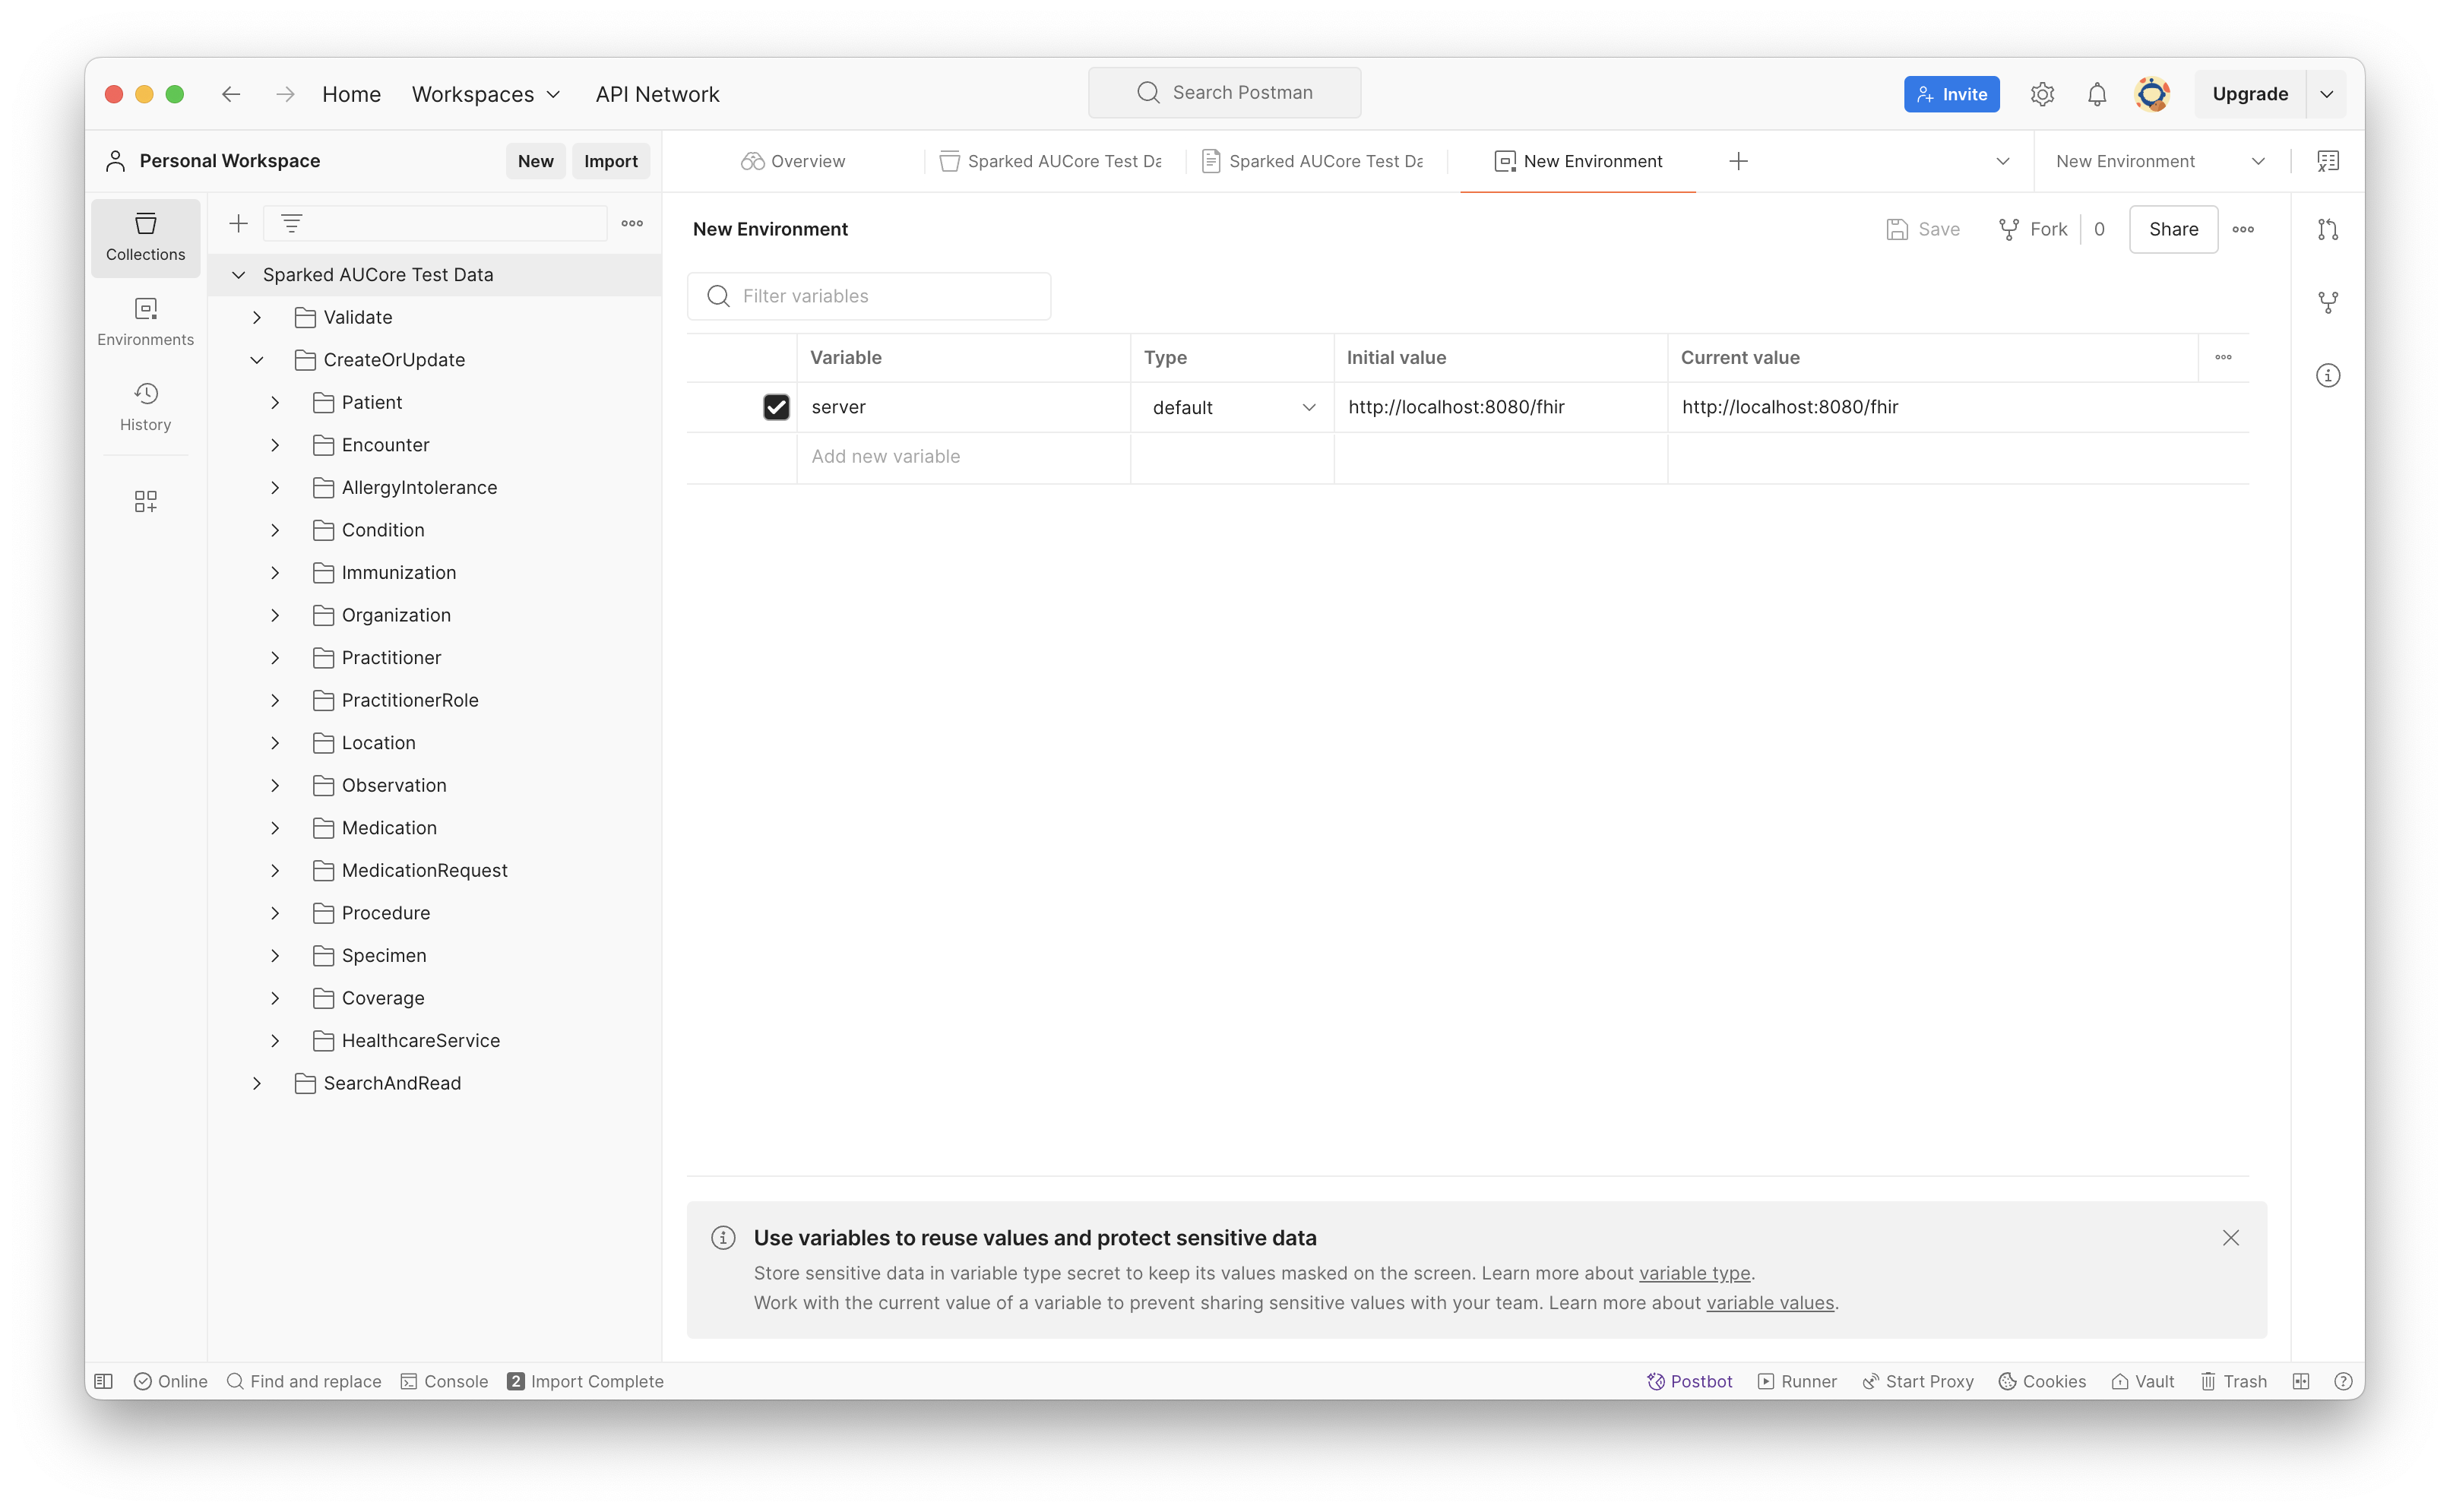 Home Workspaces API Network Search Postman Invite Upgrade
Personal Workspace New Import Overview Sparked AUCore Test Da Sparked AUCore Test Da New Environment New Environment
Collections
Environments
History
Sparked AUCore Test Data
Validate
CreateOrUpdate
Patient
Encounter
AllergyIntolerance
Condition
Immunization
Organization
Practitioner
PractitionerRole
Location
Observation
Medication
MedicationRequest
Procedure
Specimen
Coverage
HealthcareService
SearchAndRead
New Environment Save Fork 0 Share
Filter variables
Variable Type Initial value Current value
server default http://localhost:8080/fhir http://localhost:8080/fhir
Add new variable
Use variables to reuse values and protect sensitive data
Store sensitive data in variable type secret to keep its values masked on the screen. Learn more about variable type.
Work with the current value of a variable to prevent sharing sensitive values with your team. Learn more about variable values.
Online Find and replace Console 2 Import Complete Postbot Runner Start Proxy Cookies Vault Trash